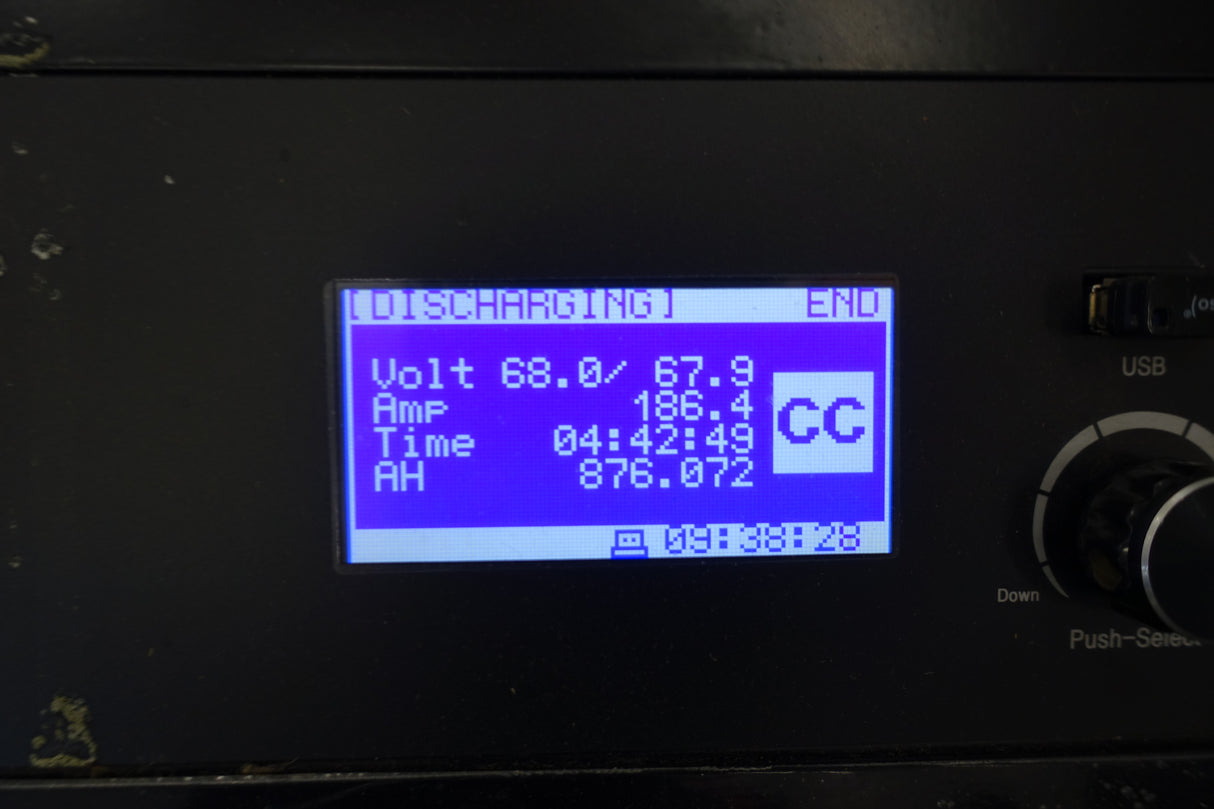 [DISCHARGING] END
Volt 68.0/ 67.9
Amp 186.4
Time 04:42:49
AH 876.072
CC
09:38:28
USB
Down
Push-Select